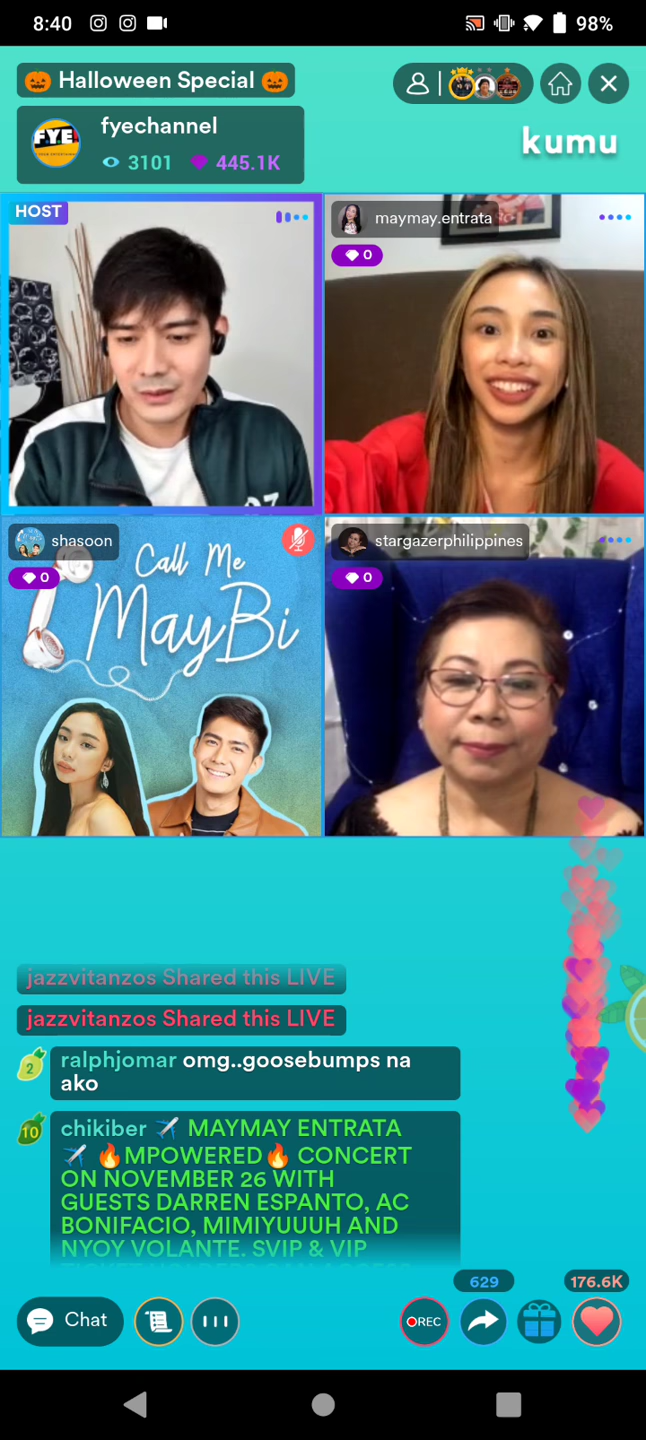 8:40
98%
🎃 Halloween Special 🎃
FYE
fyechannel
3101
445.1K
kumu
HOST
maymay.entrata
0
shasoon
0
Call Me
MayBi
stargazerphilippines
0
jazzvitanzos Shared this LIVE
jazzvitanzos Shared this LIVE
2
ralphjomar omg..goosebumps na
ako
10
chikiber ✈️ MAYMAY ENTRATA
✈️ 🔥MPOWERED🔥 CONCERT
ON NOVEMBER 26 WITH
GUESTS DARREN ESPANTO, AC
BONIFACIO, MIMIYUUUH AND
NYOY VOLANTE. SVIP & VIP
629
176.6K
Chat
REC